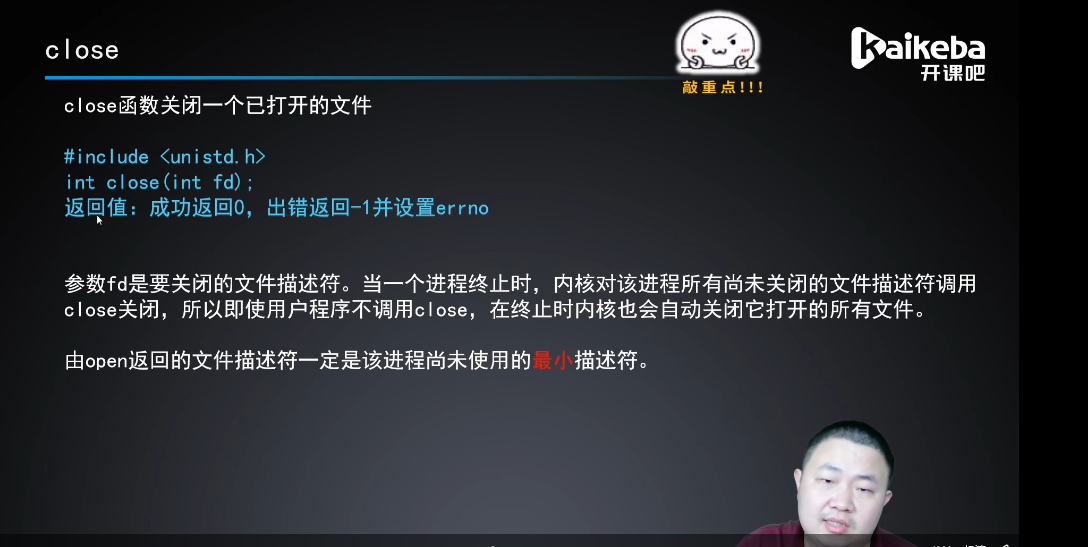 close
敲重点!!!
Kaikeba
开课吧
close函数关闭一个已打开的文件
#include <unistd.h>
int close(int fd);
返回值：成功返回0，出错返回-1并设置errno
参数fd是要关闭的文件描述符。当一个进程终止时，内核对该进程所有尚未关闭的文件描述符调用
close关闭，所以即使用户程序不调用close，在终止时内核也会自动关闭它打开的所有文件。
由open返回的文件描述符一定是该进程尚未使用的最小描述符。